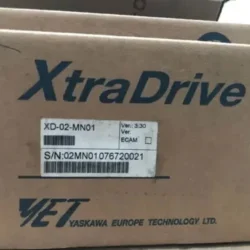 XtraDrive
XD-02-MN01 Ver.: 3.30
Ver:
ECAM
S/N:02MN01076720021
YET
YASKAWA EUROPE TECHNOLOGY LTD.